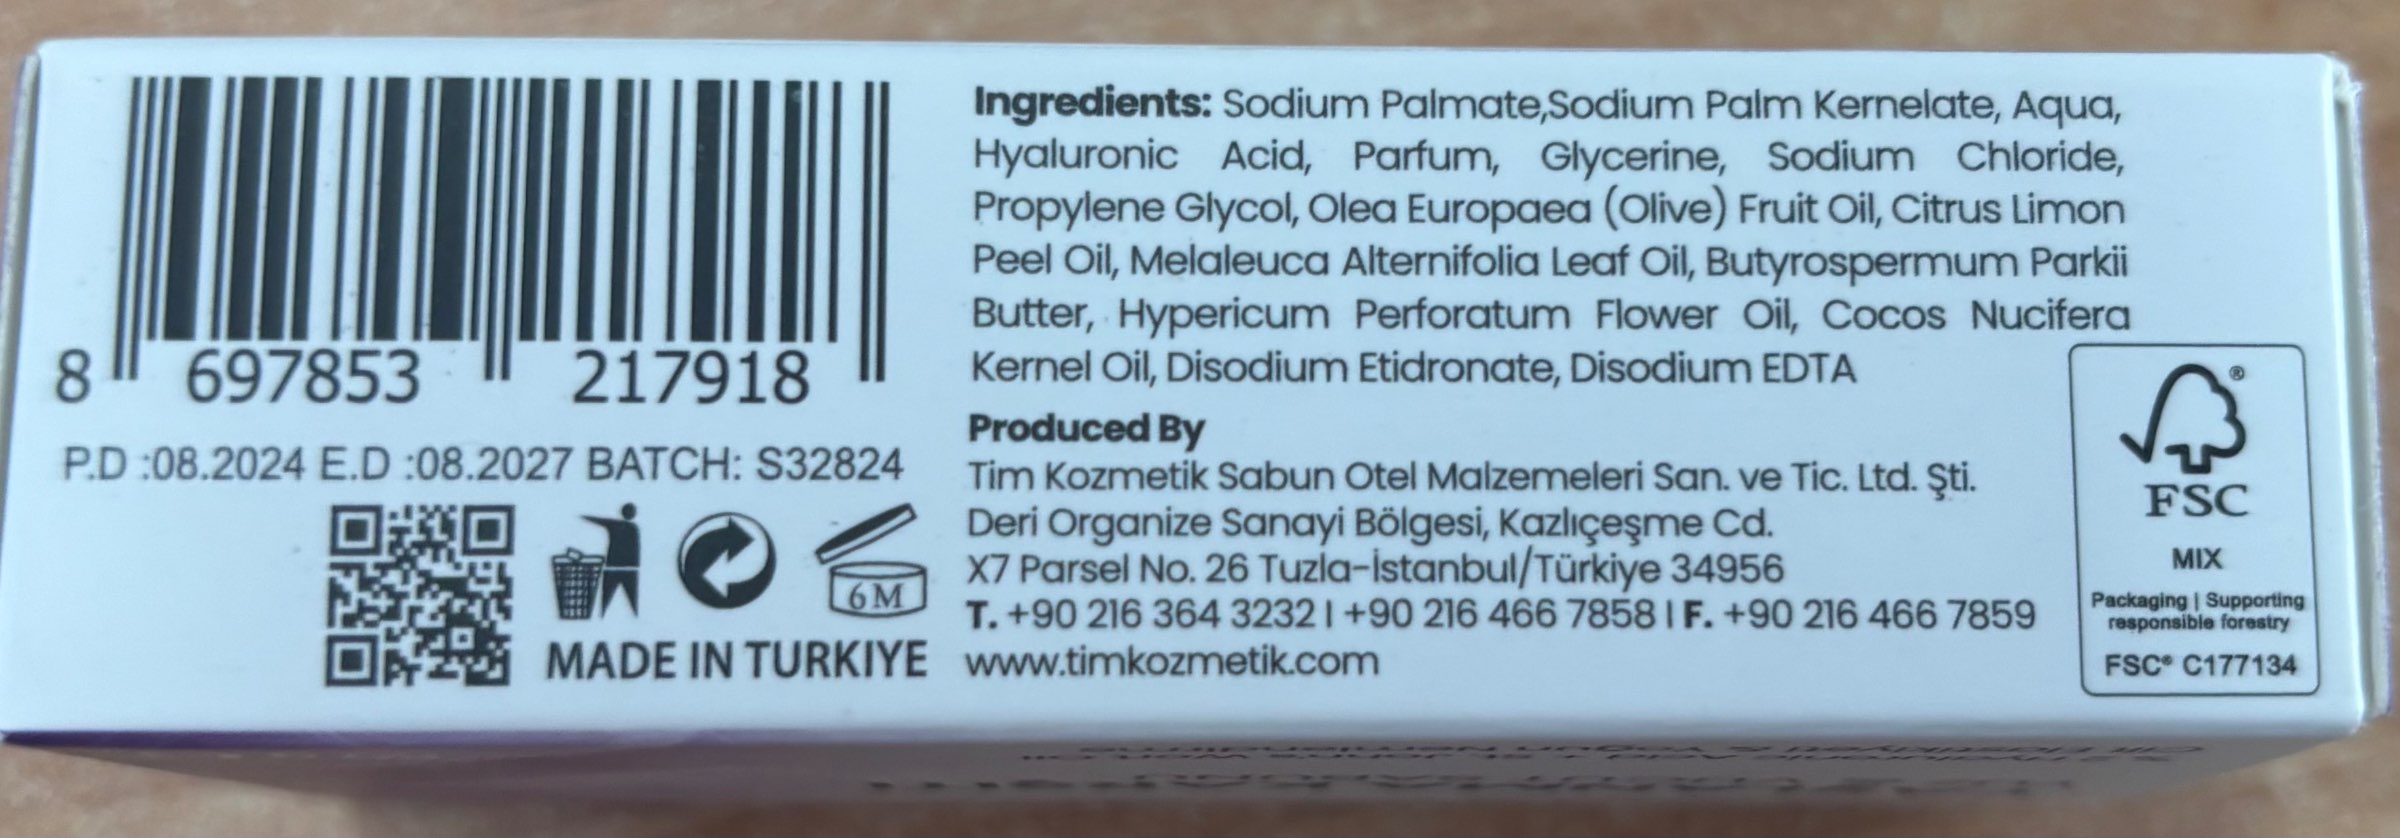 8 697853 217918
P.D :08.2024 E.D :08.2027 BATCH: S32824
6M
MADE IN TURKIYE
Ingredients: Sodium Palmate,Sodium Palm Kernelate, Aqua,
Hyaluronic Acid, Parfum, Glycerine, Sodium Chloride,
Propylene Glycol, Olea Europaea (Olive) Fruit Oil, Citrus Limon
Peel Oil, Melaleuca Alternifolia Leaf Oil, Butyrospermum Parkii
Butter, Hypericum Perforatum Flower Oil, Cocos Nucifera
Kernel Oil, Disodium Etidronate, Disodium EDTA
Produced By
Tim Kozmetik Sabun Otel Malzemeleri San. ve Tic. Ltd. Şti.
Deri Organize Sanayi Bölgesi, Kazlıçeşme Cd.
X7 Parsel No. 26 Tuzla-İstanbul/Türkiye 34956
T. +90 216 364 3232 I +90 216 466 7858 I F. +90 216 466 7859
www.timkozmetik.com
®
FSC
MIX
Packaging | Supporting
responsible forestry
FSC® C177134